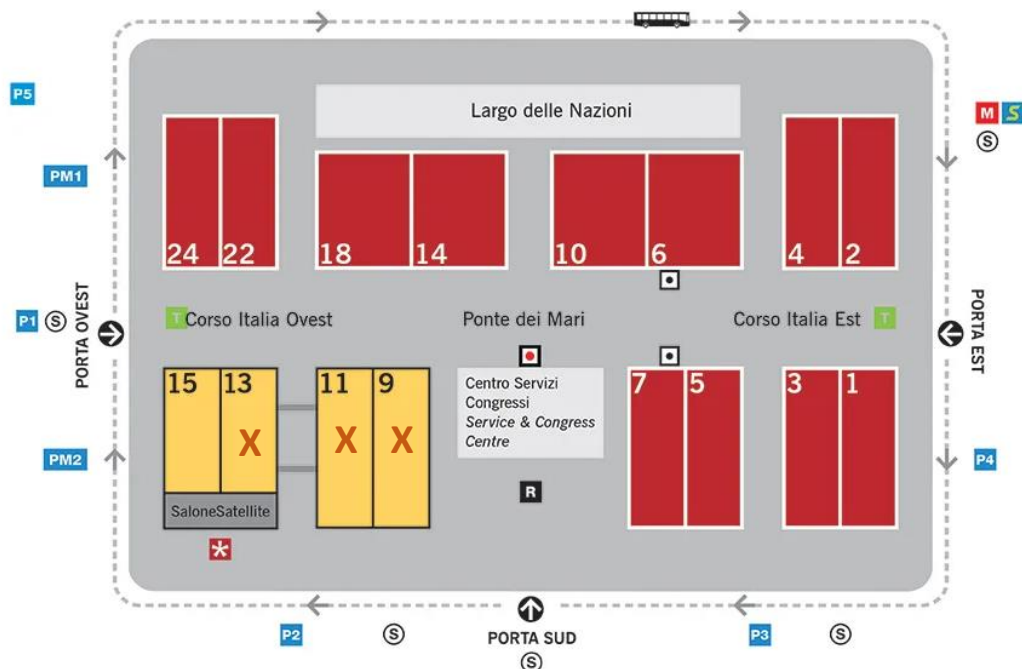 P5
Largo delle Nazioni
M S
S
PM1
24 22 18 14 10 6 4 2
P1 S
PORTA OVEST
T Corso Italia Ovest
Ponte dei Mari
Corso Italia Est T
PORTA EST
15 13 11 9
Centro Servizi
Congressi
Service & Congress
Centre
7 5 3 1
X X X
PM2
P4
R
SaloneSatellite
*
P2 S
PORTA SUD
S
P3 S